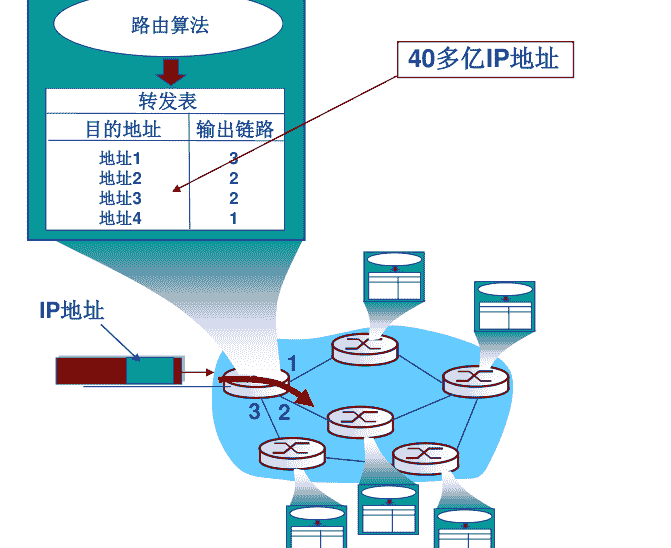 路由算法
40多亿IP地址
转发表
目的地址 输出链路
地址1 3
地址2 2
地址3 2
地址4 1
IP地址
1
3 2